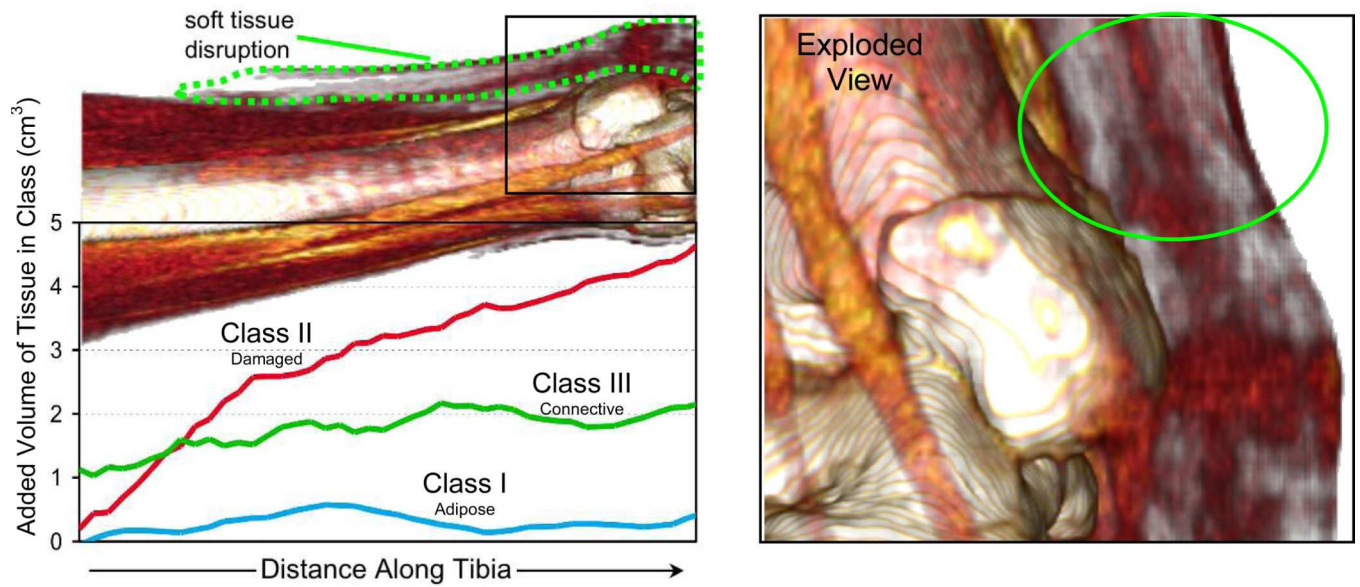 soft tissue
disruption
Exploded
View
Added Volume of Tissue in Class (cm³)
5
4
3
2
1
0
Class II
Damaged
Class III
Connective
Class I
Adipose
Distance Along Tibia